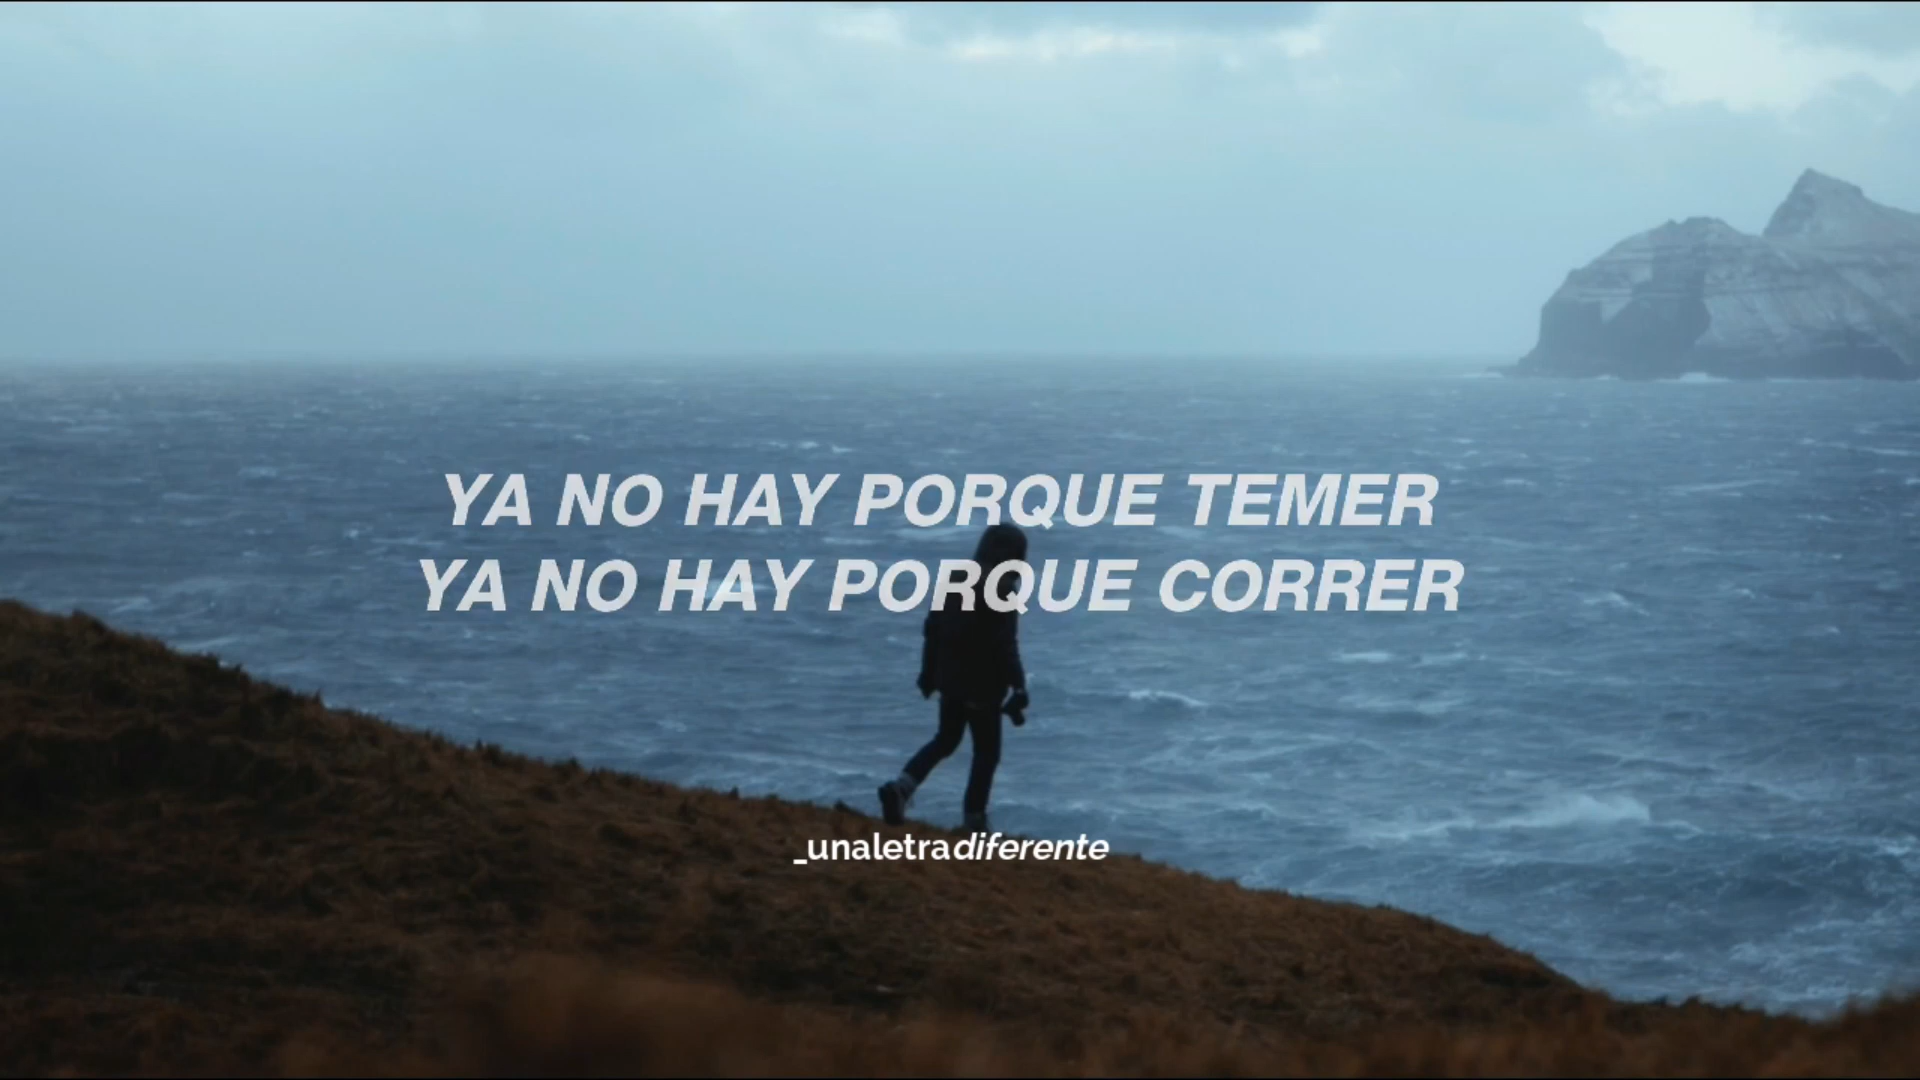 YA NO HAY PORQUE TEMER
YA NO HAY PORQUE CORRER
_unaletradiferente